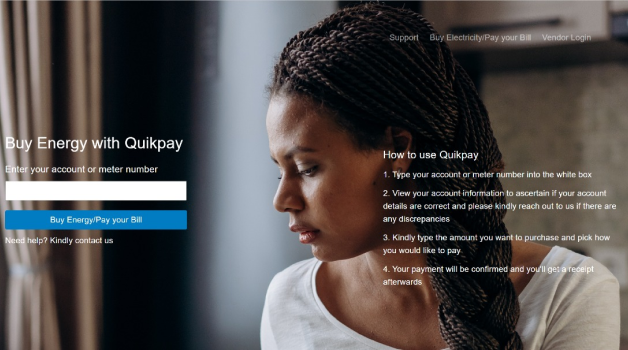 Support Buy Electricity/Pay your Bill Vendor Login
Buy Energy with Quikpay
Enter your account or meter number
Buy Energy/Pay your Bill
Need help? Kindly contact us
How to use Quikpay
1. Type your account or meter number into the white box
2. View your account information to ascertain if your account
details are correct and please kindly reach out to us if there are
any discrepancies
3. Kindly type the amount you want to purchase and pick how
you would like to pay
4. Your payment will be confirmed and you'll get a receipt
afterwards